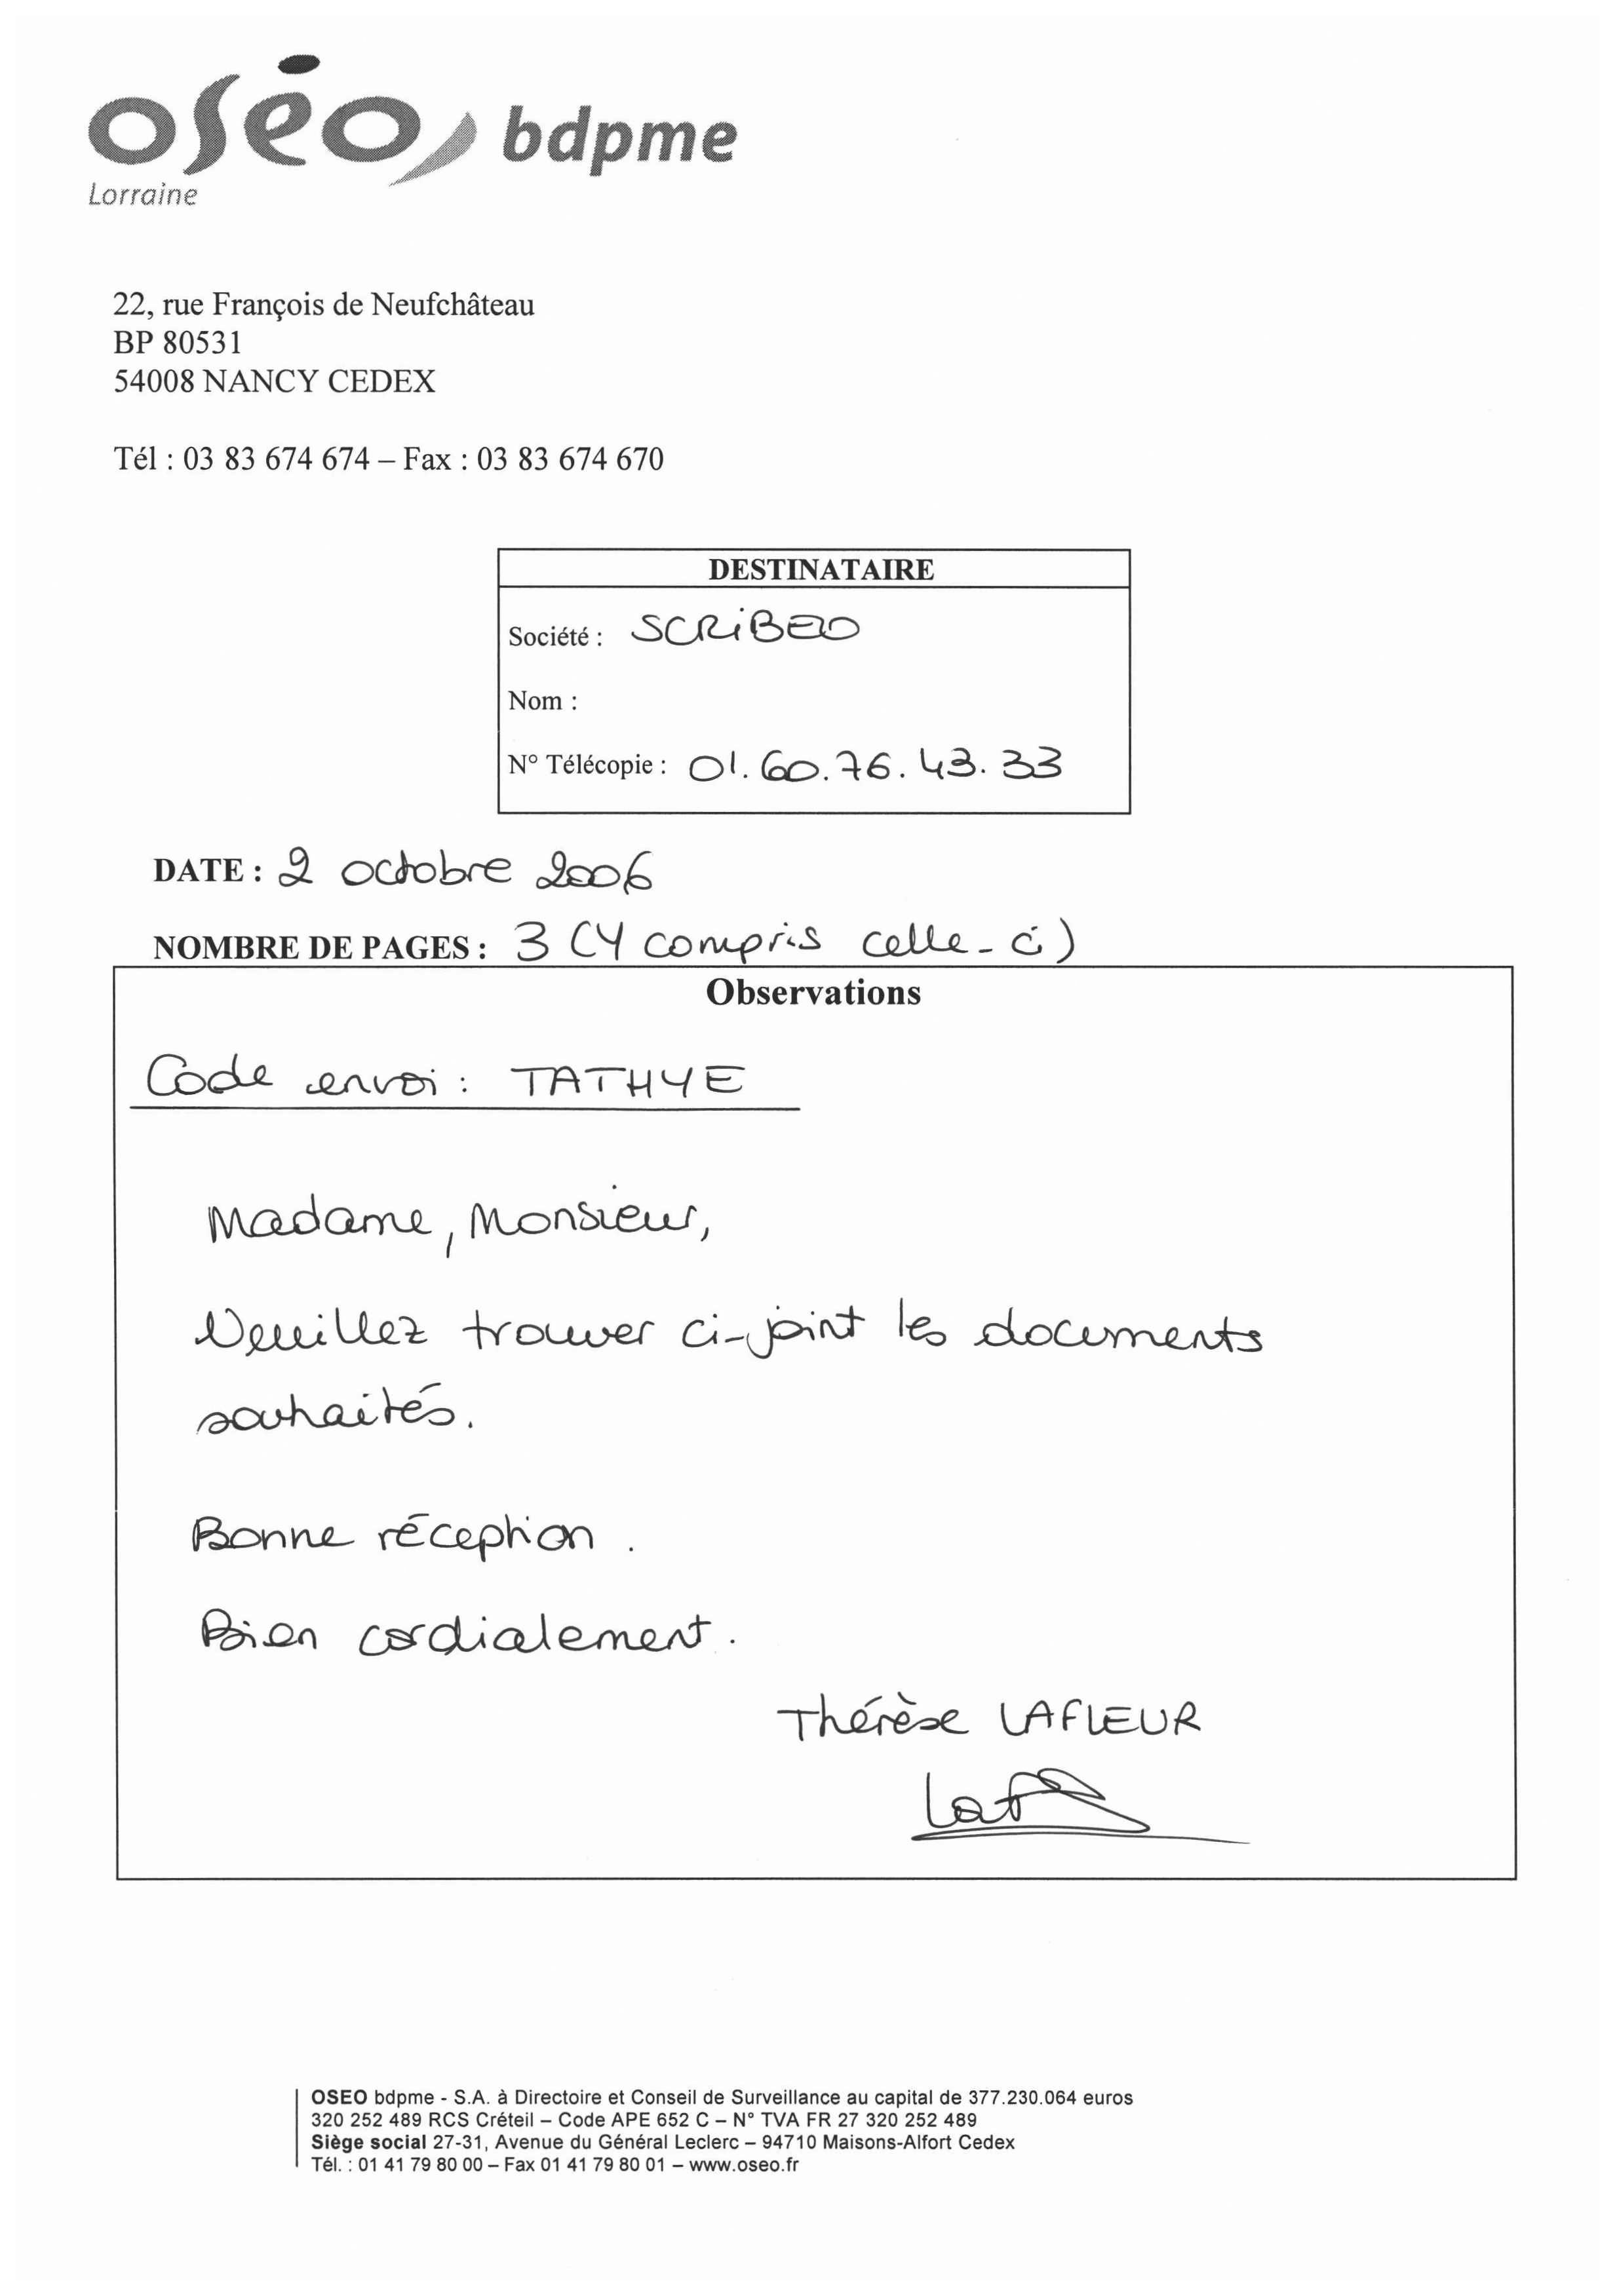 oséo bdpme
Lorraine
22, rue François de Neufchâteau
BP 80531
54008 NANCY CEDEX
Tél : 03 83 674 674 – Fax : 03 83 674 670
DESTINATAIRE
Société : SCRIBEO
Nom :
N° Télécopie : 01.60.76.43.33
DATE : 2 octobre 2006
NOMBRE DE PAGES : 3 (Y compris celle-ci)
Observations
Code envoi : TATHYE
Madame, Monsieur,
Veuillez trouver ci-joint les documents
souhaités.
Bonne réception.
Bien cordialement.
Thérèse LAFLEUR
OSEO bdpme - S.A. à Directoire et Conseil de Surveillance au capital de 377.230.064 euros
320 252 489 RCS Créteil – Code APE 652 C – N° TVA FR 27 320 252 489
Siège social 27-31, Avenue du Général Leclerc – 94710 Maisons-Alfort Cedex
Tél. : 01 41 79 80 00 – Fax 01 41 79 80 01 – www.oseo.fr